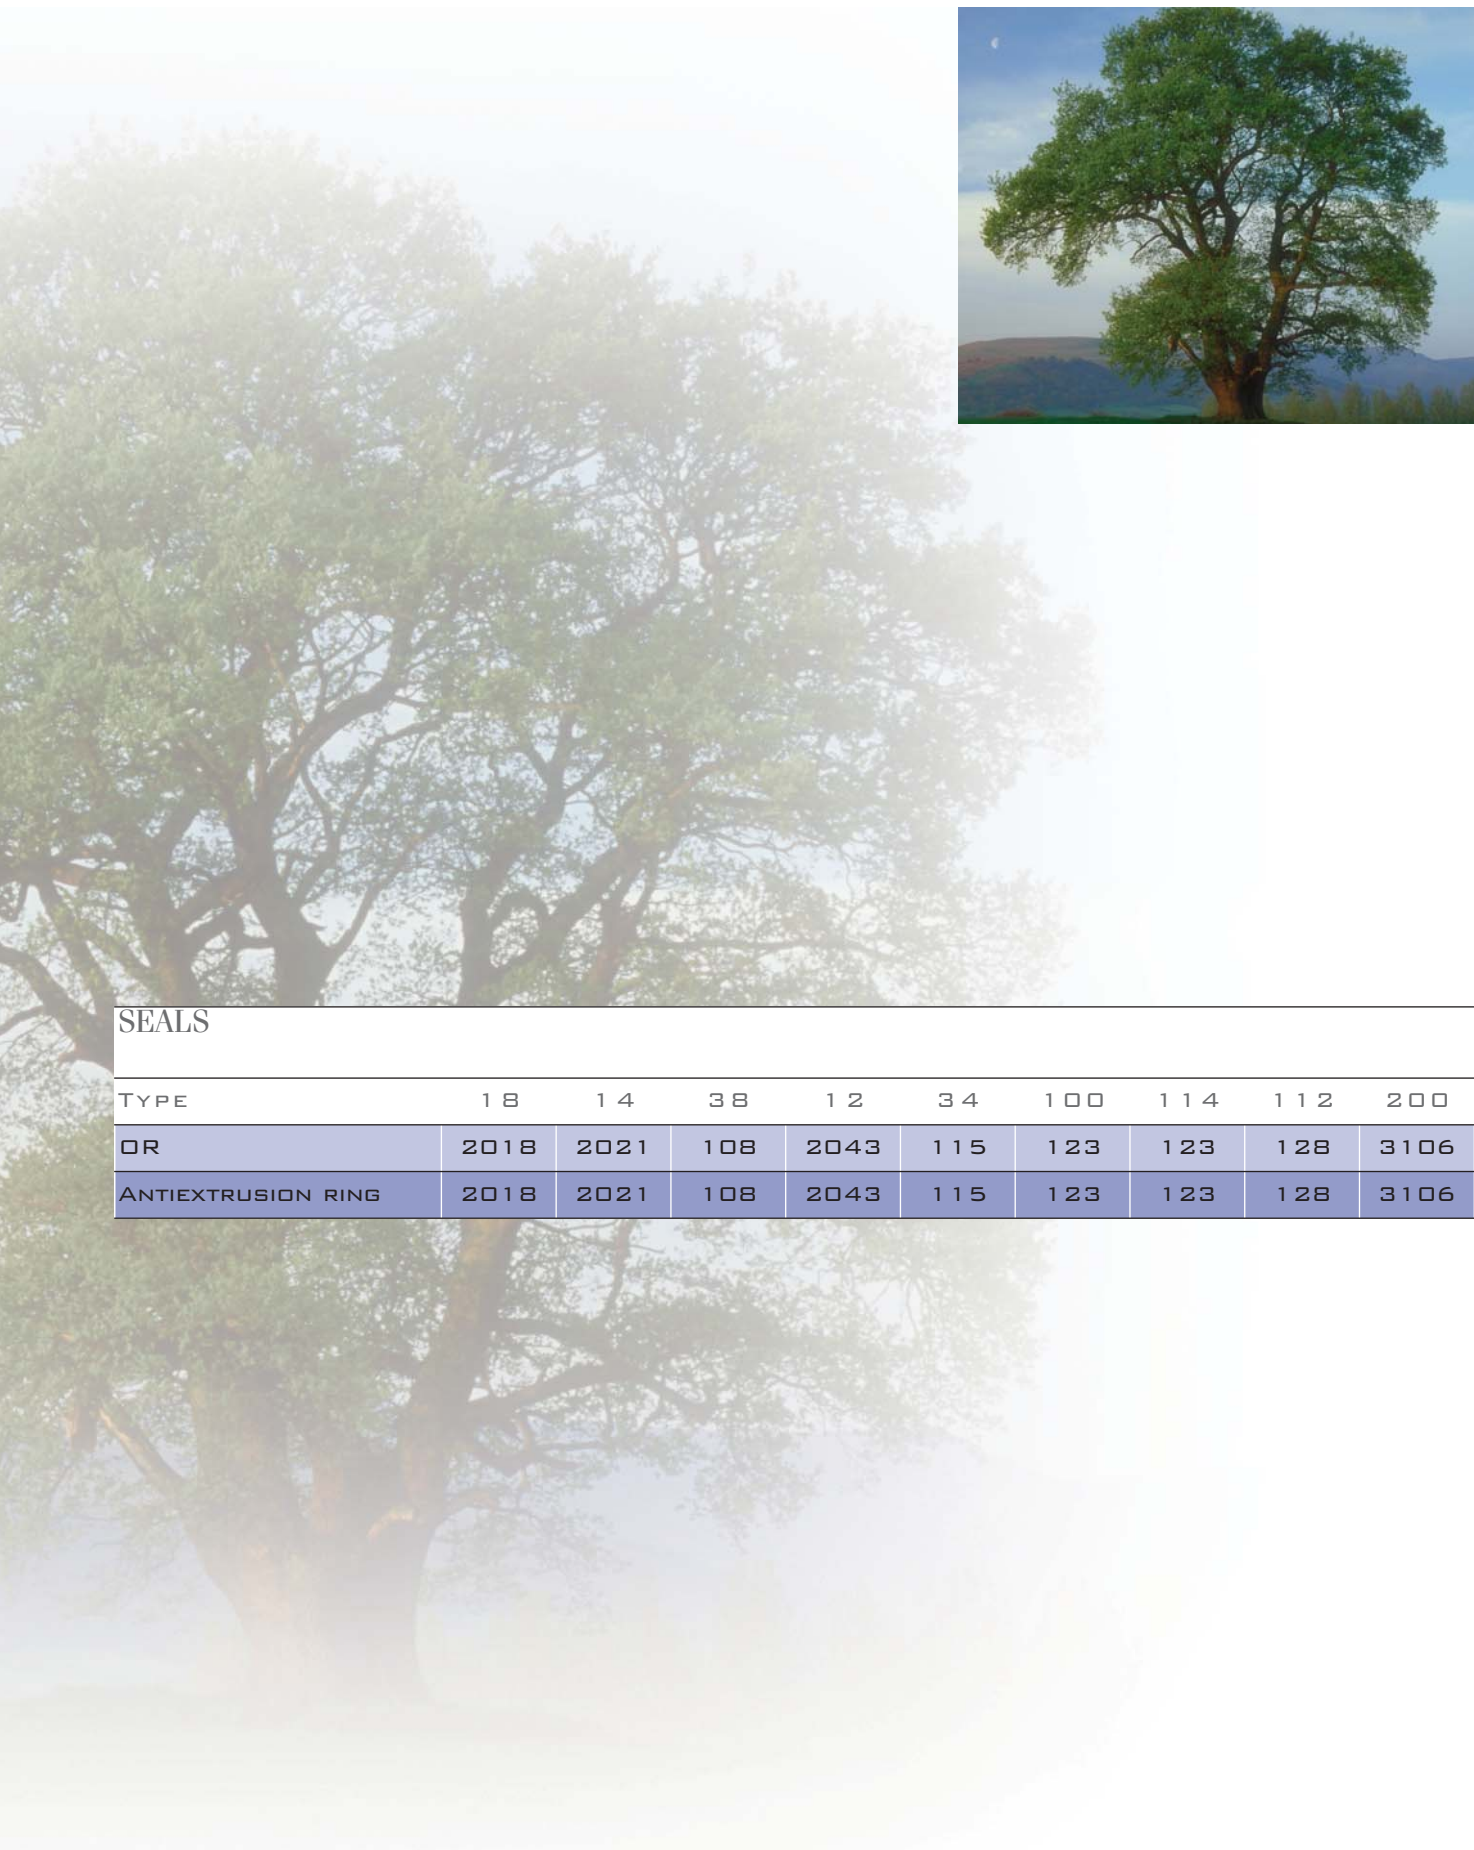 SEALS
TYPE 18 14 38 12 34 100 114 112 200
OR 2018 2021 108 2043 115 123 123 128 3106
ANTIEXTRUSION RING 2018 2021 108 2043 115 123 123 128 3106